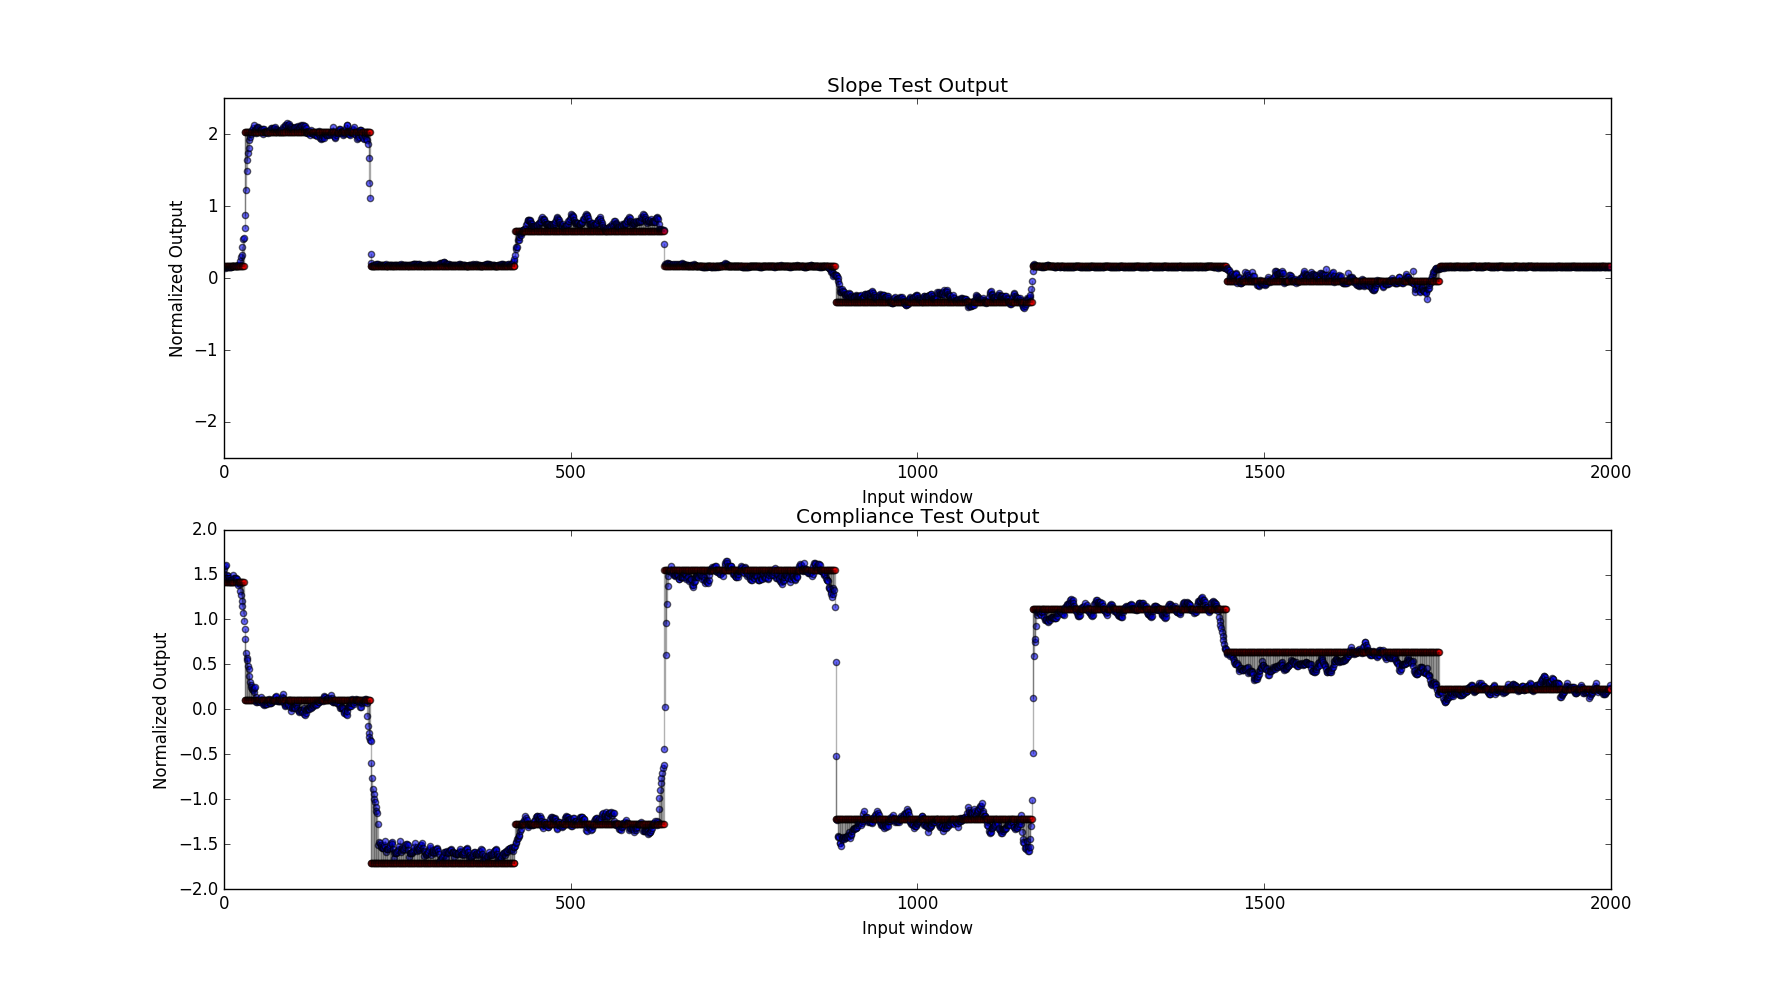 Slope Test Output
2
1
0
−1
−2
Normalized Output
0 500 1000 1500 2000
Input window
Compliance Test Output
2.0
1.5
1.0
0.5
0.0
−0.5
−1.0
−1.5
−2.0
Normalized Output
0 500 1000 1500 2000
Input window